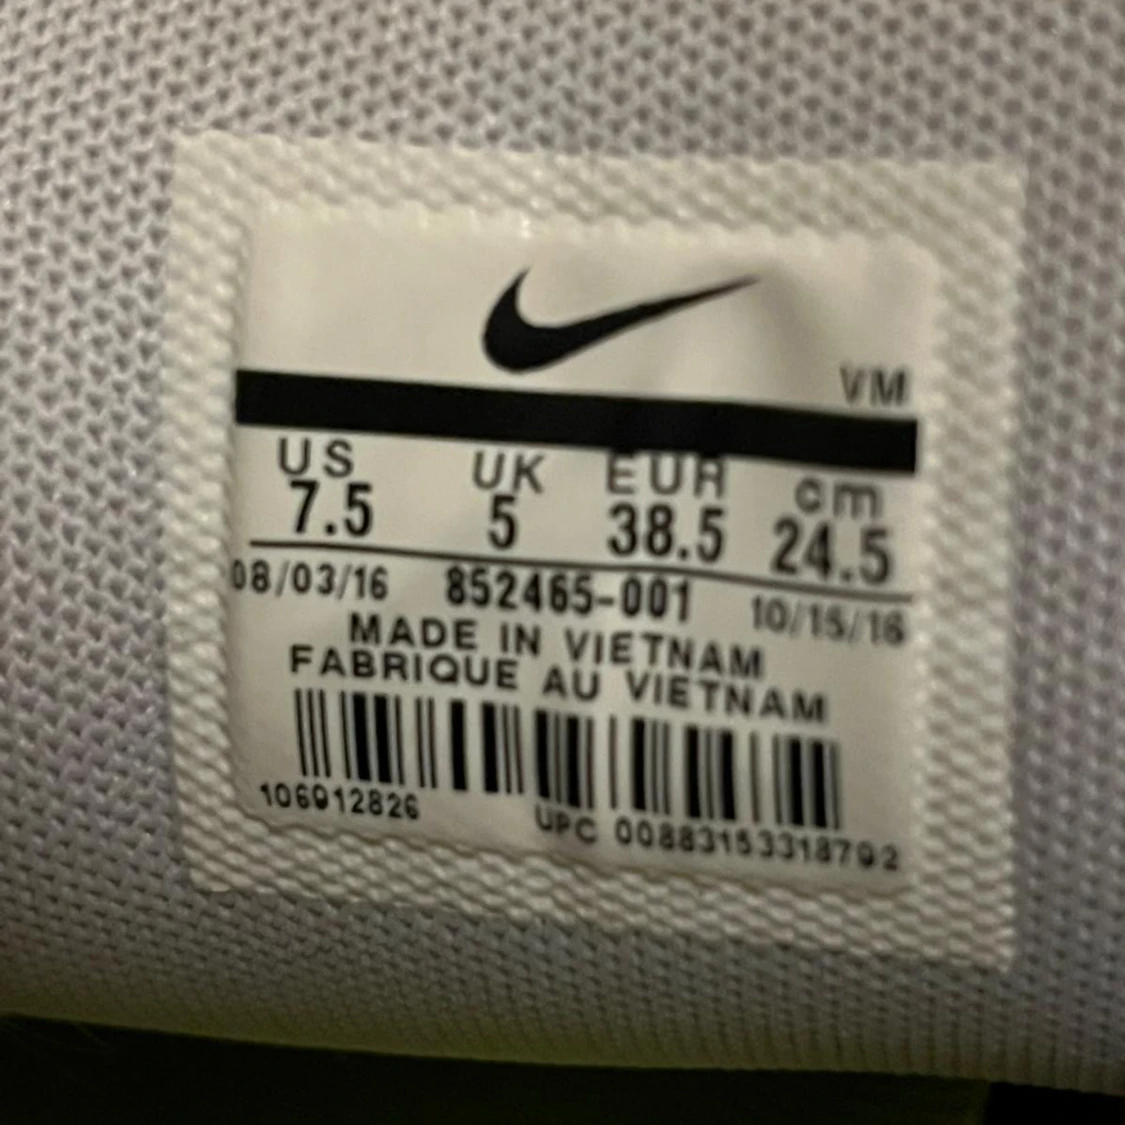 VM
US UK EUR cm
7.5 5 38.5 24.5
08/03/16 852465-001 10/15/16
MADE IN VIETNAM
FABRIQUE AU VIETNAM
106912826 UPC 00883153318792